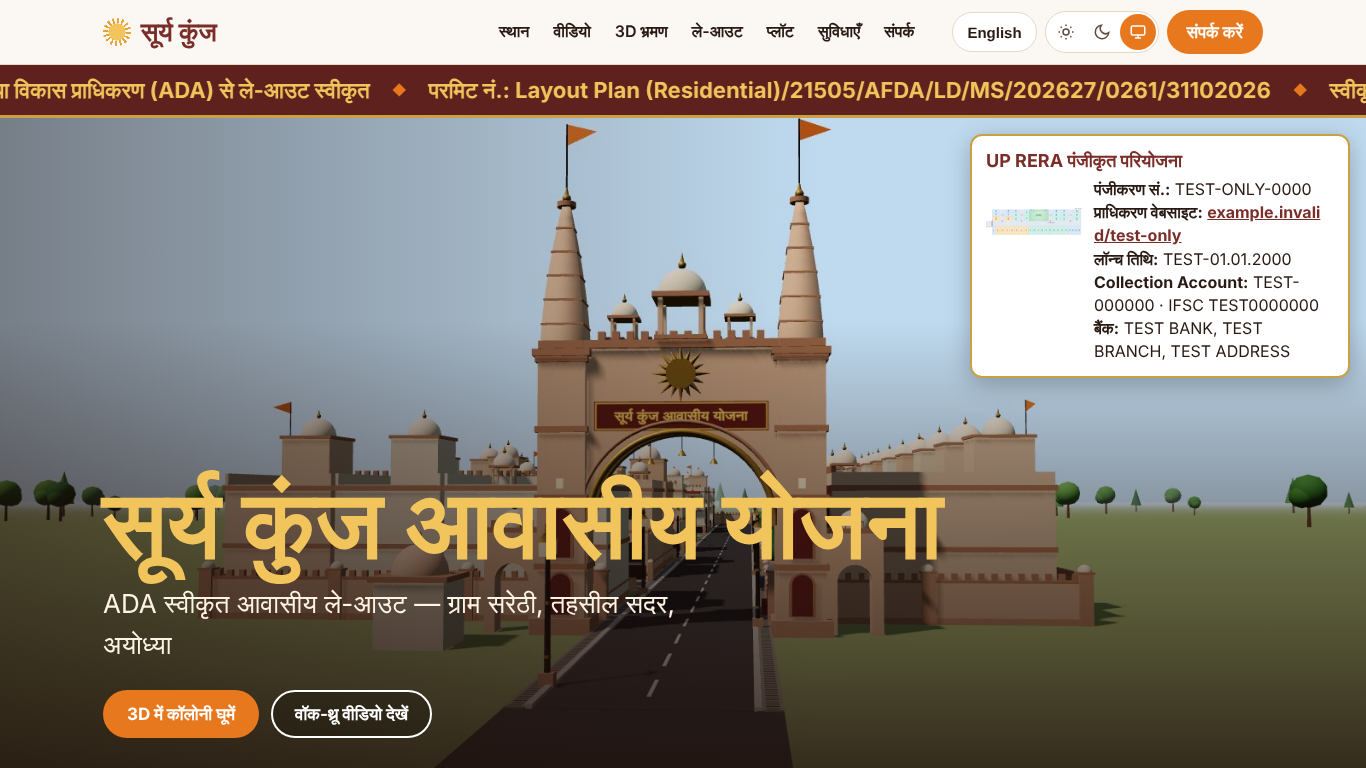 सूर्य कुंज
स्थान वीडियो 3D भ्रमण ले-आउट प्लॉट सुविधाएँ संपर्क English संपर्क करें
विकास प्राधिकरण (ADA) से ले-आउट स्वीकृत ◆ परमिट नं.: Layout Plan (Residential)/21505/AFDA/LD/MS/202627/0261/31102026 ◆
UP RERA पंजीकृत परियोजना
पंजीकरण सं.: TEST-ONLY-0000
प्राधिकरण वेबसाइट: example.invali
d/test-only
लॉन्च तिथि: TEST-01.01.2000
Collection Account: TEST-
000000 · IFSC TEST0000000
बैंक: TEST BANK, TEST
BRANCH, TEST ADDRESS
सूर्य कुंज आवासीय योजना
सूर्य कुंज आवासीय योजना
ADA स्वीकृत आवासीय ले-आउट — ग्राम सरेठी, तहसील सदर,
अयोध्या
3D में कॉलोनी घूमें वॉक-थ्रू वीडियो देखें